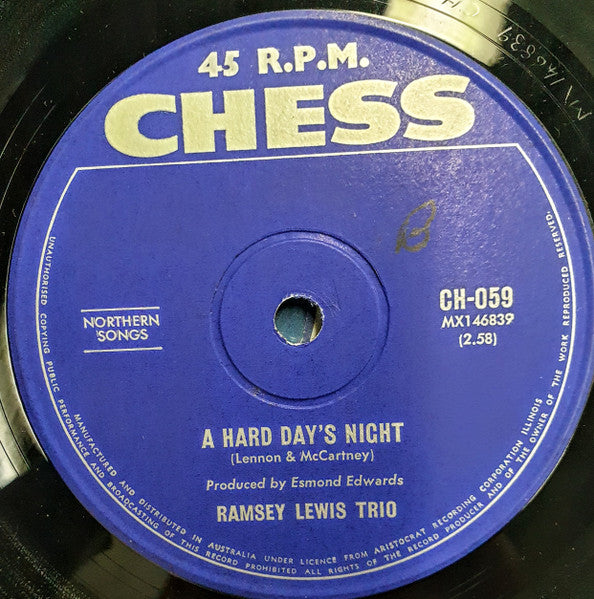 45 R.P.M.
CHESS
B
NORTHERN
SONGS
CH-059
MX146839
(2.58)
A HARD DAY'S NIGHT
(Lennon & McCartney)
Produced by Esmond Edwards
RAMSEY LEWIS TRIO
MANUFACTURED AND DISTRIBUTED IN AUSTRALIA UNDER LICENCE FROM ARISTOCRAT RECORDING CORPORATION ILLINOIS
UNAUTHORISED COPYING PUBLIC PERFORMANCE AND BROADCASTING OF THIS RECORD PROHIBITED ALL RIGHTS OF THE RECORD PRODUCER AND OF THE OWNER OF THE WORK REPRODUCED RESERVED.
MX146839